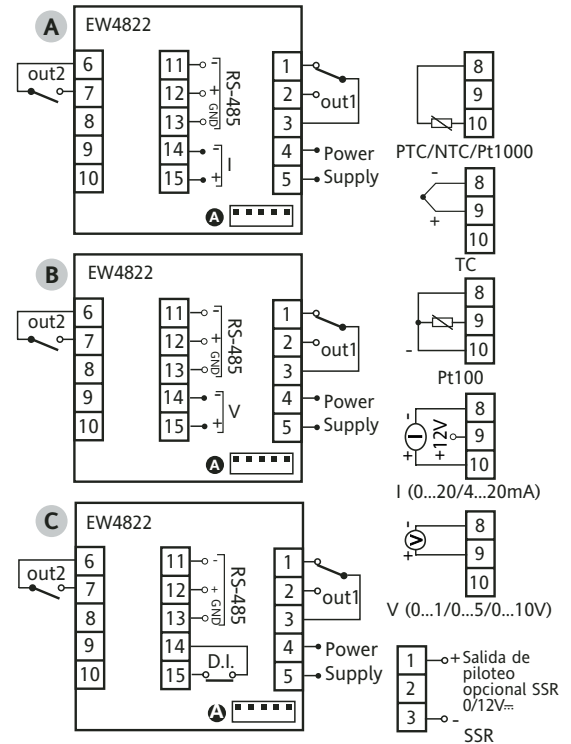 A
EW4822
6
7
8
9
10
out2
11 -
12 +
13 GND
RS-485
14 -
15 +
I
1
2
3
4
5
out1
Power
Supply
A
B
EW4822
6
7
8
9
10
out2
11 -
12 +
13 GND
RS-485
14 -
15 +
V
1
2
3
4
5
out1
Power
Supply
A
C
EW4822
6
7
8
9
10
out2
11 -
12 +
13 GND
RS-485
14
15
D.I.
1
2
3
4
5
out1
Power
Supply
A
8
9
10
PTC/NTC/Pt1000
-
+
8
9
10
TC
-
8
9
10
Pt100
-
I
+
+12V
8
9
10
I (0...20/4...20mA)
-
V
+
8
9
10
V (0...1/0...5/0...10V)
1
2
3
+ Salida de
piloteo
opcional SSR
0/12V⎓
-
SSR